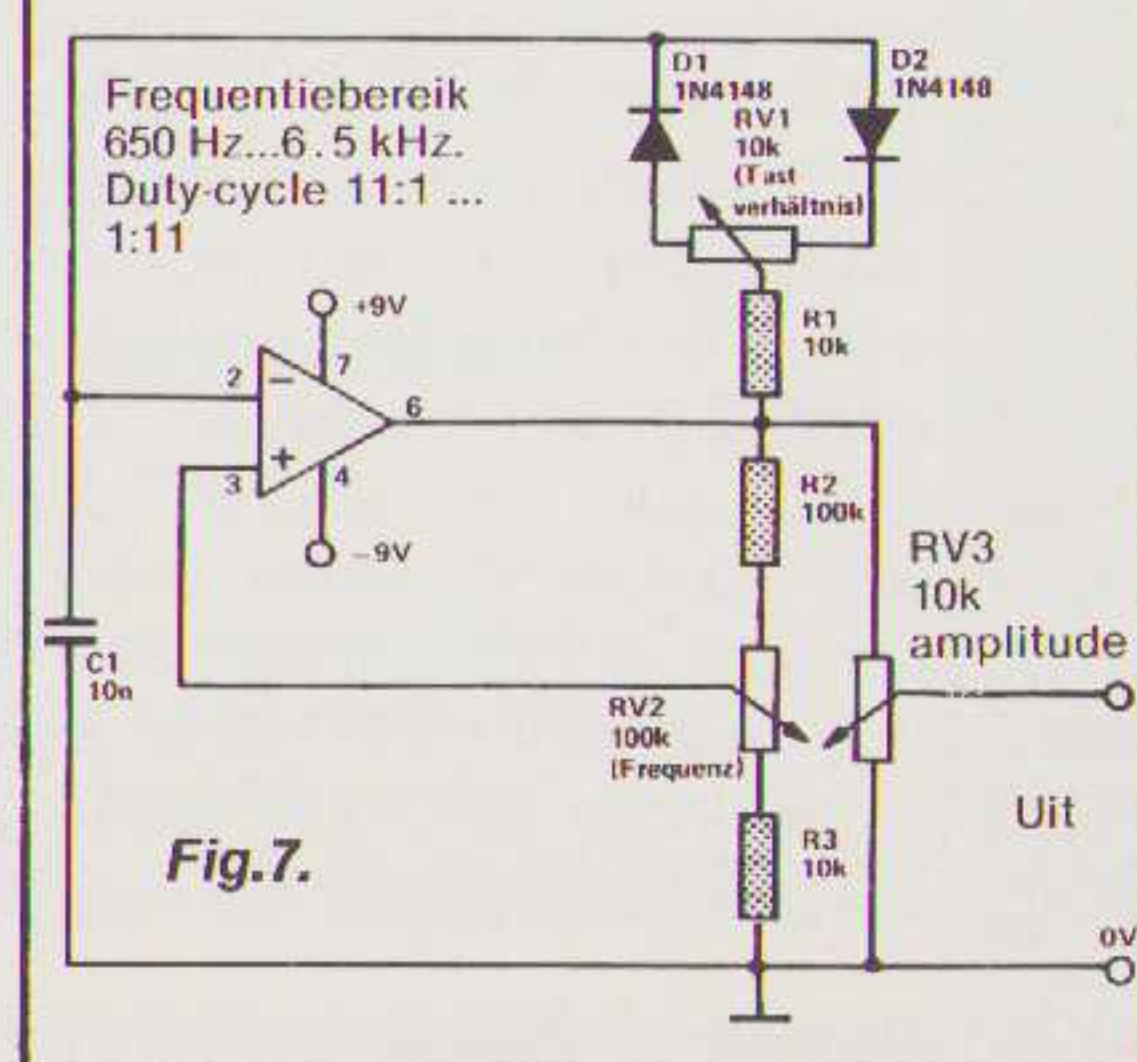 Frequentiebereik
650 Hz...6.5 kHz.
Duty-cycle 11:1 ...
1:11
D1
1N4148
RV1
10k
(Tast
verhältnis)
D2
1N4148
+9V
R1
10k
2
7
6
3
4
−
+
−9V
R2
100k
RV3
10k
amplitude
C1
10n
RV2
100k
(Frequenz)
Uit
R3
10k
Fig.7.
0V